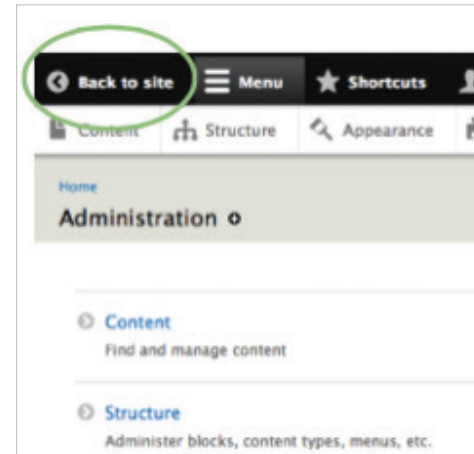 Back to site Menu Shortcuts
Content Structure Appearance
Home
Administration
Content
Find and manage content
Structure
Administer blocks, content types, menus, etc.